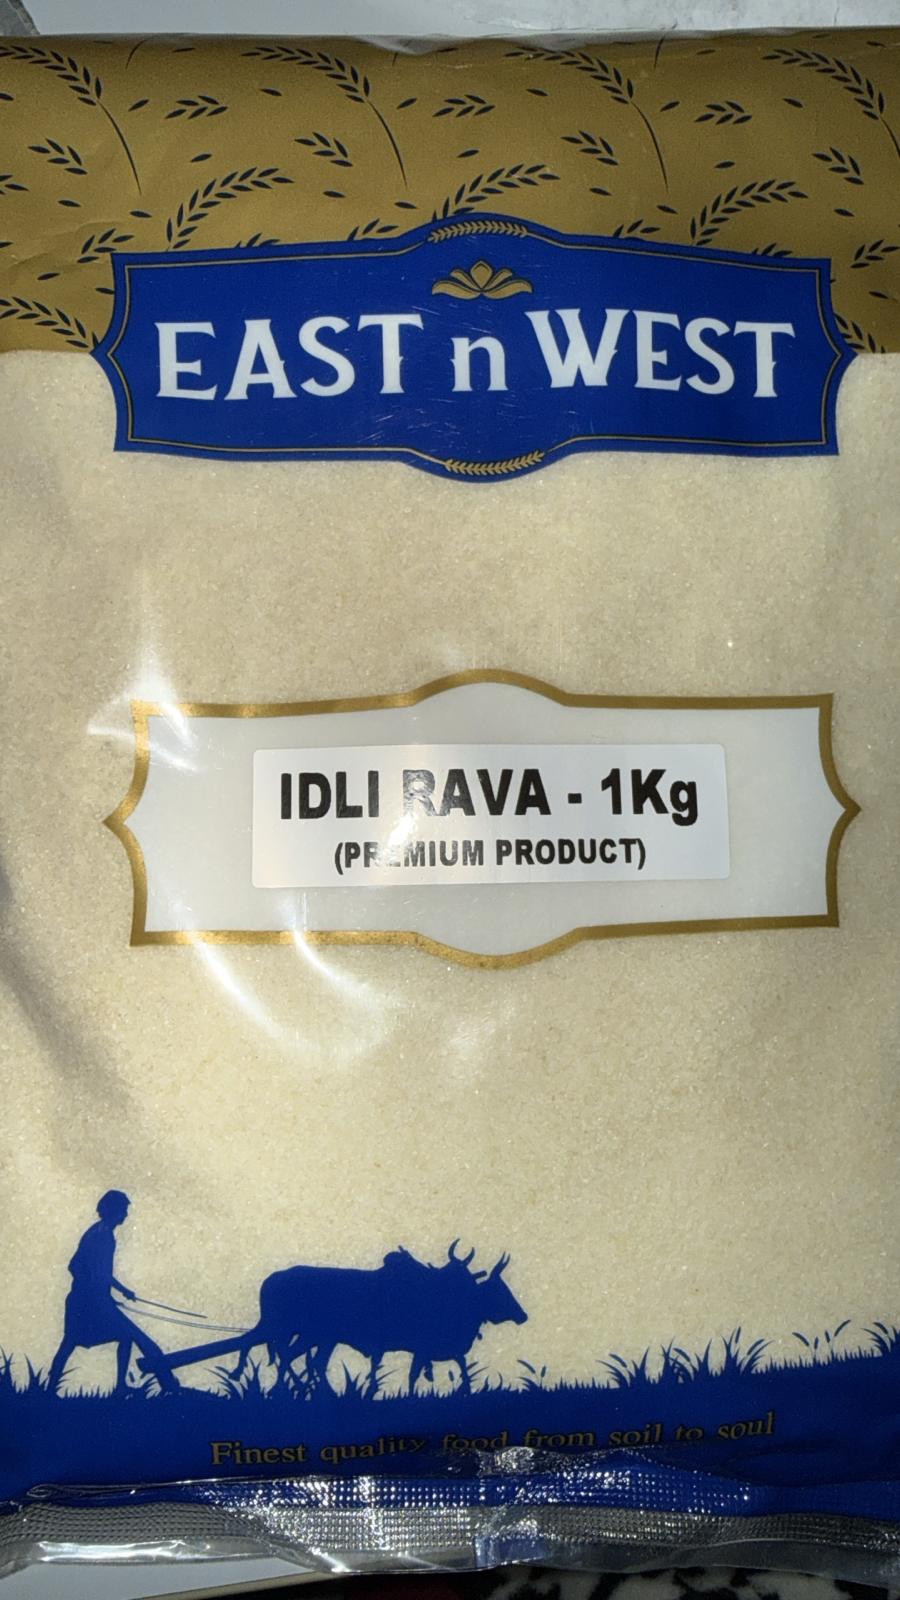 EAST n WEST
IDLI RAVA - 1Kg
(PREMIUM PRODUCT)
Finest quality food from soil to soul